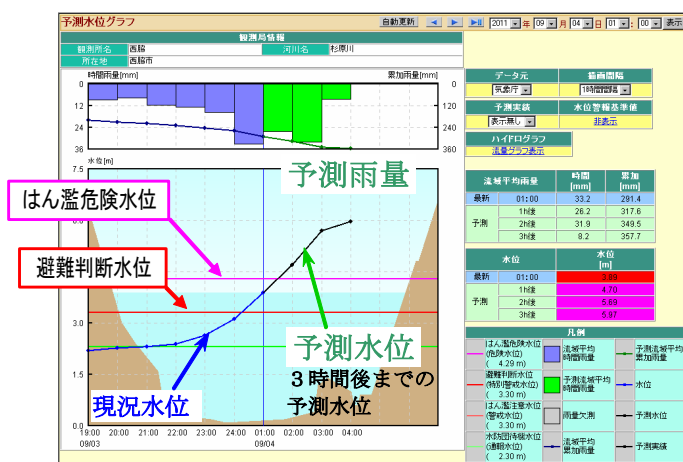 予測水位グラフ
自動更新
2011 年 09 月 04 日 01 : 00 表示
観測局情報
観測所名 西脇 河川名 杉原川
所在地 西脇市
時間雨量[mm] 累加雨量[mm]
0 0
12 120
24 240
36 360
水位[m]
7.5
3.0
1.5
0.0
19:00 20:00 21:00 22:00 23:00 24:00 01:00 02:00 03:00 04:00
09/03 09/04
予測雨量
はん濫危険水位
避難判断水位
予測水位
3時間後までの
予測水位
現況水位
データ元 描画間隔
気象庁 1時間間隔
予測実績 水位警報基準値
表示無し 非表示
ハイドログラフ
流量グラフ表示
流域平均雨量 時間[mm] 累加[mm]
最新 01:00 33.2 291.4
予測 1h後 26.2 317.6
2h後 31.9 349.5
3h後 8.2 357.7
水位 水位[m]
最新 01:00 3.89
予測 1h後 4.70
2h後 5.69
3h後 5.97
凡例
はん濫危険水位
(危険水位)
( 4.29 m)
流域平均
時間雨量
予測流域平均
累加雨量
避難判断水位
(特別警戒水位)
( 3.30 m)
予測流域平均
時間雨量
水位
はん濫注意水位
(警戒水位)
( 3.30 m)
雨量欠測
予測水位
水防団待機水位
(通報水位)
( 2.30 m)
流域平均
累加雨量
予測実績